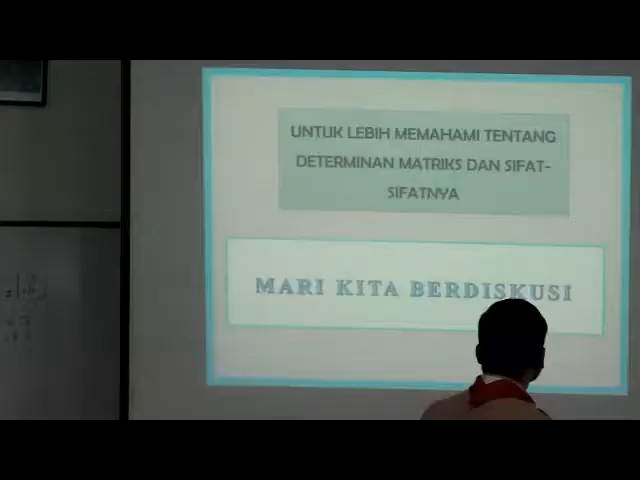 UNTUK LEBIH MEMAHAMI TENTANG
DETERMINAN MATRIKS DAN SIFAT-
SIFATNYA
MARI KITA BERDISKUSI